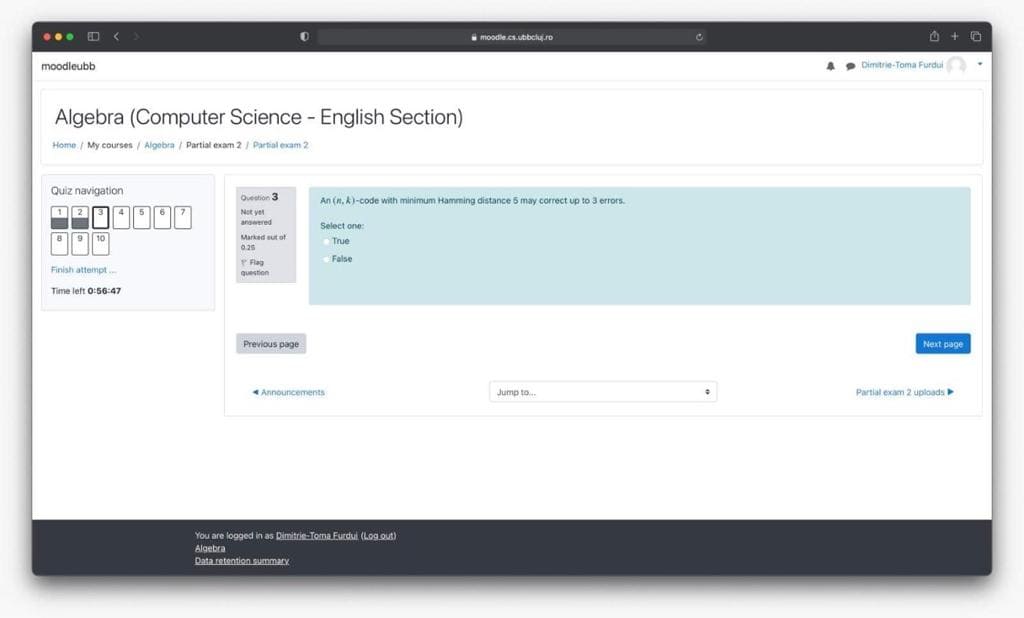 moodle.cs.ubbcluj.ro
moodleubb
Dimitrie-Toma Furdui
Algebra (Computer Science - English Section)
Home / My courses / Algebra / Partial exam 2 / Partial exam 2
Quiz navigation
1 2 3 4 5 6 7
8 9 10
Finish attempt ...
Time left 0:56:47
Question 3
Not yet
answered
Marked out of
0.25
Flag
question
An (n, k)-code with minimum Hamming distance 5 may correct up to 3 errors.
Select one:
True
False
Previous page
Next page
◄ Announcements
Jump to...
Partial exam 2 uploads ►
You are logged in as Dimitrie-Toma Furdui (Log out)
Algebra
Data retention summary